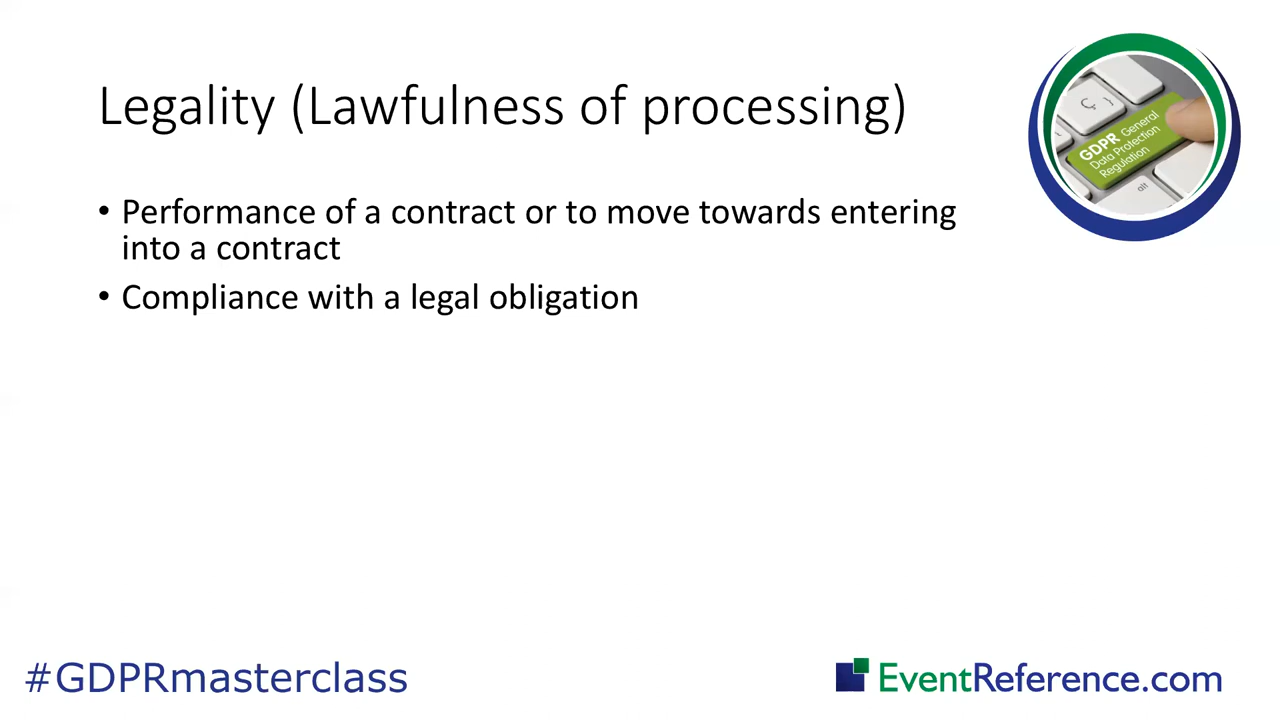 Legality (Lawfulness of processing)
• Performance of a contract or to move towards entering
into a contract
• Compliance with a legal obligation
Ç
GDPR General
Data Protection
Regulation
#GDPRmasterclass
EventReference.com